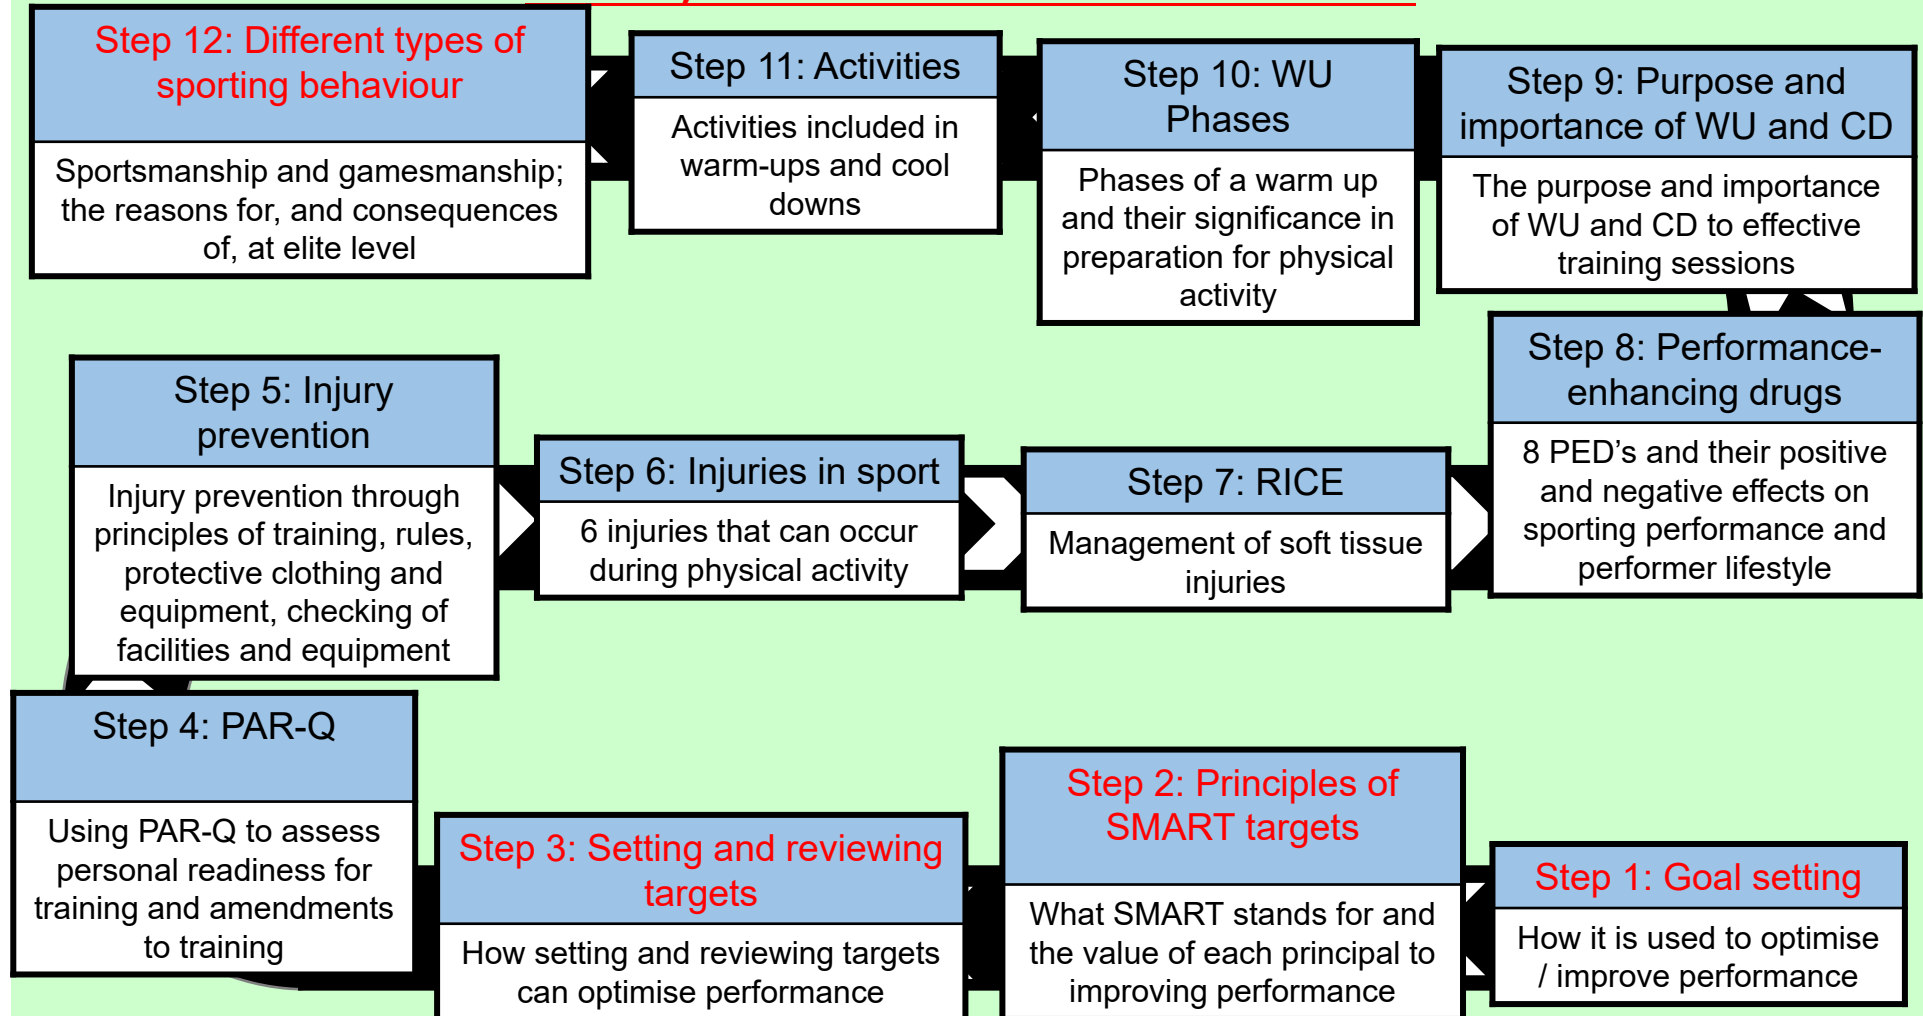 Step 12: Different types of
sporting behaviour
Sportsmanship and gamesmanship;
the reasons for, and consequences
of, at elite level
Step 11: Activities
Activities included in
warm-ups and cool
downs
Step 10: WU
Phases
Phases of a warm up
and their significance in
preparation for physical
activity
Step 9: Purpose and
importance of WU and CD
The purpose and importance
of WU and CD to effective
training sessions
Step 5: Injury
prevention
Injury prevention through
principles of training, rules,
protective clothing and
equipment, checking of
facilities and equipment
Step 6: Injuries in sport
6 injuries that can occur
during physical activity
Step 7: RICE
Management of soft tissue
injuries
Step 8: Performance-
enhancing drugs
8 PED's and their positive
and negative effects on
sporting performance and
performer lifestyle
Step 4: PAR-Q
Using PAR-Q to assess
personal readiness for
training and amendments
to training
Step 3: Setting and reviewing
targets
How setting and reviewing targets
can optimise performance
Step 2: Principles of
SMART targets
What SMART stands for and
the value of each principal to
improving performance
Step 1: Goal setting
How it is used to optimise
/ improve performance